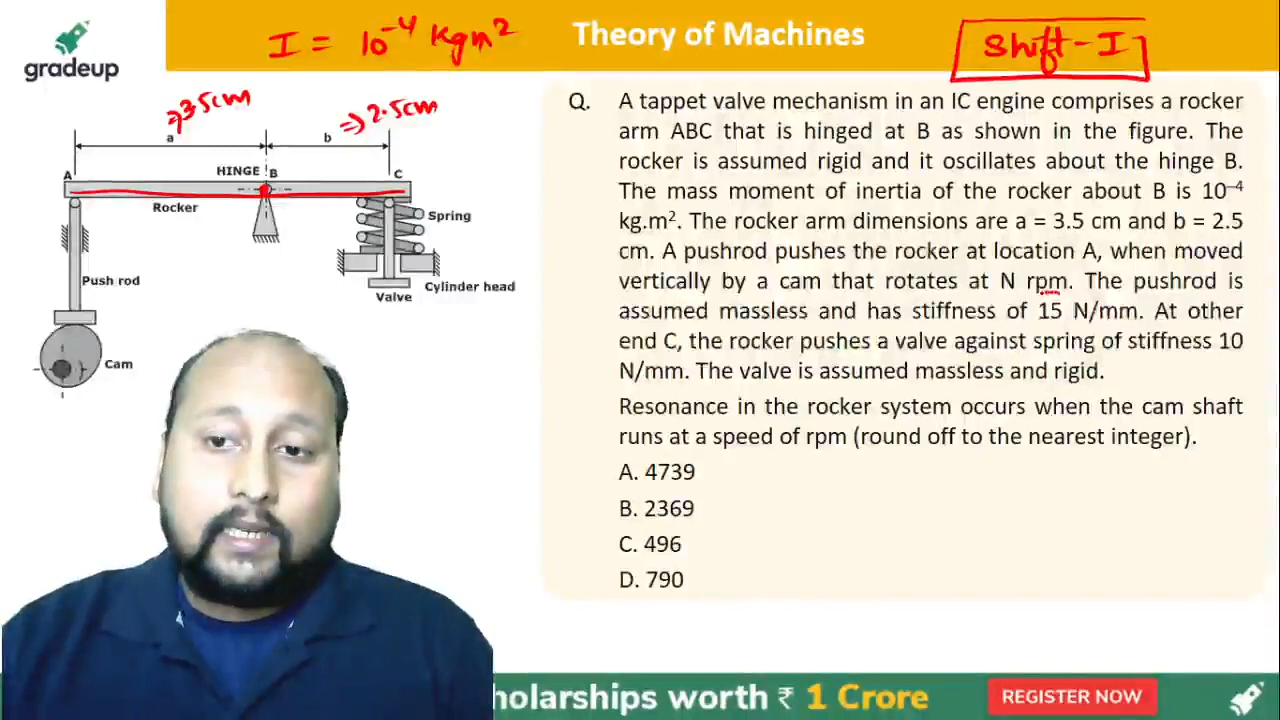 gradeup
I = 10⁻⁴ kgm²
Theory of Machines
Shift - I
⇒3.5cm
⇒2.5cm
a
b
A
HINGE B
C
Rocker
Spring
Push rod
Cylinder head
Valve
Cam
Q. A tappet valve mechanism in an IC engine comprises a rocker
arm ABC that is hinged at B as shown in the figure. The
rocker is assumed rigid and it oscillates about the hinge B.
The mass moment of inertia of the rocker about B is 10⁻⁴
kg.m². The rocker arm dimensions are a = 3.5 cm and b = 2.5
cm. A pushrod pushes the rocker at location A, when moved
vertically by a cam that rotates at N rpm. The pushrod is
assumed massless and has stiffness of 15 N/mm. At other
end C, the rocker pushes a valve against spring of stiffness 10
N/mm. The valve is assumed massless and rigid.
Resonance in the rocker system occurs when the cam shaft
runs at a speed of rpm (round off to the nearest integer).
A. 4739
B. 2369
C. 496
D. 790
holarships worth ₹ 1 Crore
REGISTER NOW